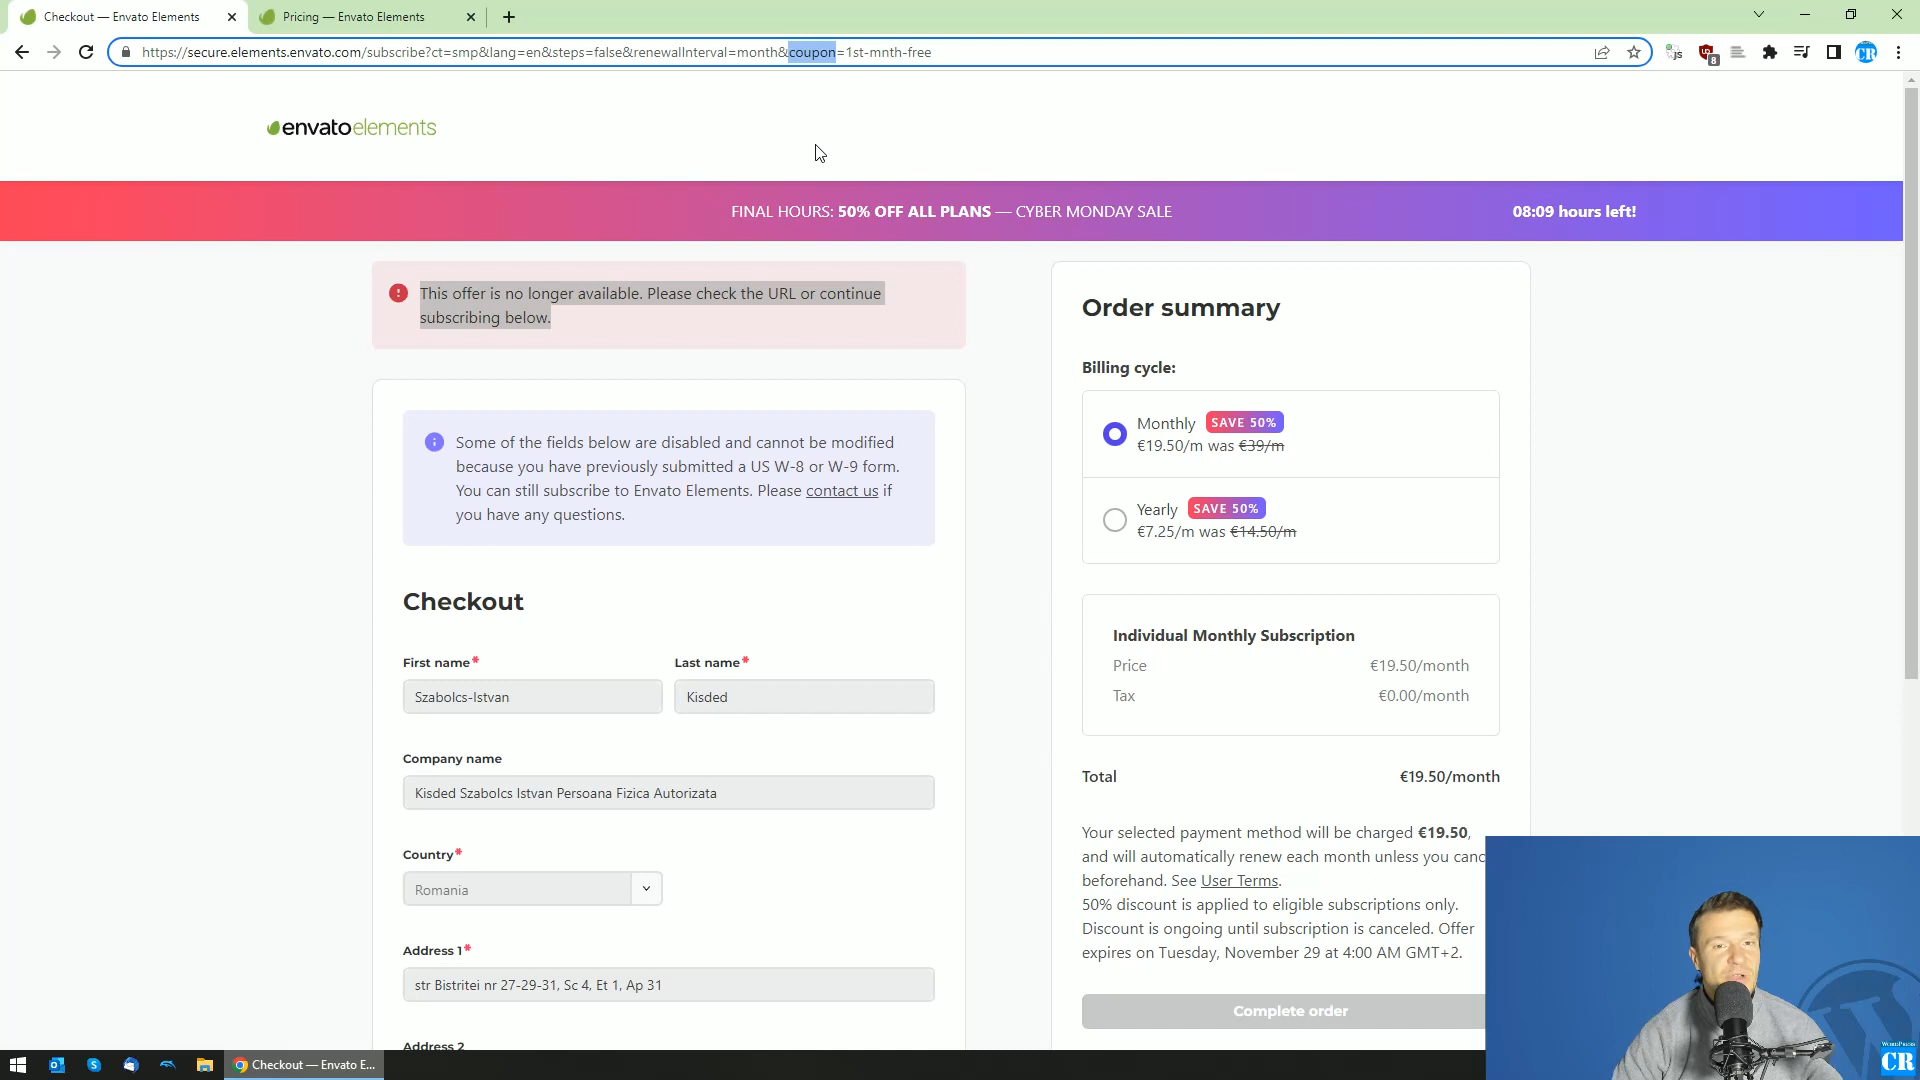 Checkout — Envato Elements
Pricing — Envato Elements
https://secure.elements.envato.com/subscribe?ct=smp&lang=en&steps=false&renewalInterval=month&coupon=1st-mnth-free
JS
8
CR
envatoelements
FINAL HOURS: 50% OFF ALL PLANS — CYBER MONDAY SALE
08:09 hours left!
This offer is no longer available. Please check the URL or continue
subscribing below.
Some of the fields below are disabled and cannot be modified
because you have previously submitted a US W-8 or W-9 form.
You can still subscribe to Envato Elements. Please contact us if
you have any questions.
Checkout
First name*
Last name*
Szabolcs-Istvan
Kisded
Company name
Kisded Szabolcs Istvan Persoana Fizica Autorizata
Country*
Romania
Address 1*
str Bistritei nr 27-29-31, Sc 4, Et 1, Ap 31
Address 2
Order summary
Billing cycle:
Monthly SAVE 50%
€19.50/m was €39/m
Yearly SAVE 50%
€7.25/m was €14.50/m
Individual Monthly Subscription
Price €19.50/month
Tax €0.00/month
Total €19.50/month
Your selected payment method will be charged €19.50,
and will automatically renew each month unless you canc
beforehand. See User Terms.
50% discount is applied to eligible subscriptions only.
Discount is ongoing until subscription is canceled. Offer
expires on Tuesday, November 29 at 4:00 AM GMT+2.
Complete order
Checkout — Envato E...
WORDPRESS
CR